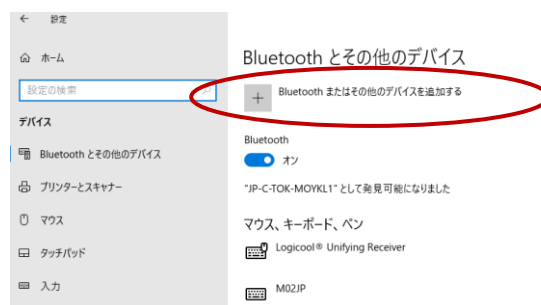 ← 設定
ホーム
設定の検索
デバイス
Bluetooth とその他のデバイス
プリンターとスキャナー
マウス
タッチパッド
入力
Bluetooth とその他のデバイス
Bluetooth またはその他のデバイスを追加する
Bluetooth
オン
"JP-C-TOK-MOYKL1" として発見可能になりました
マウス、キーボード、ペン
Logicool® Unifying Receiver
M02JP